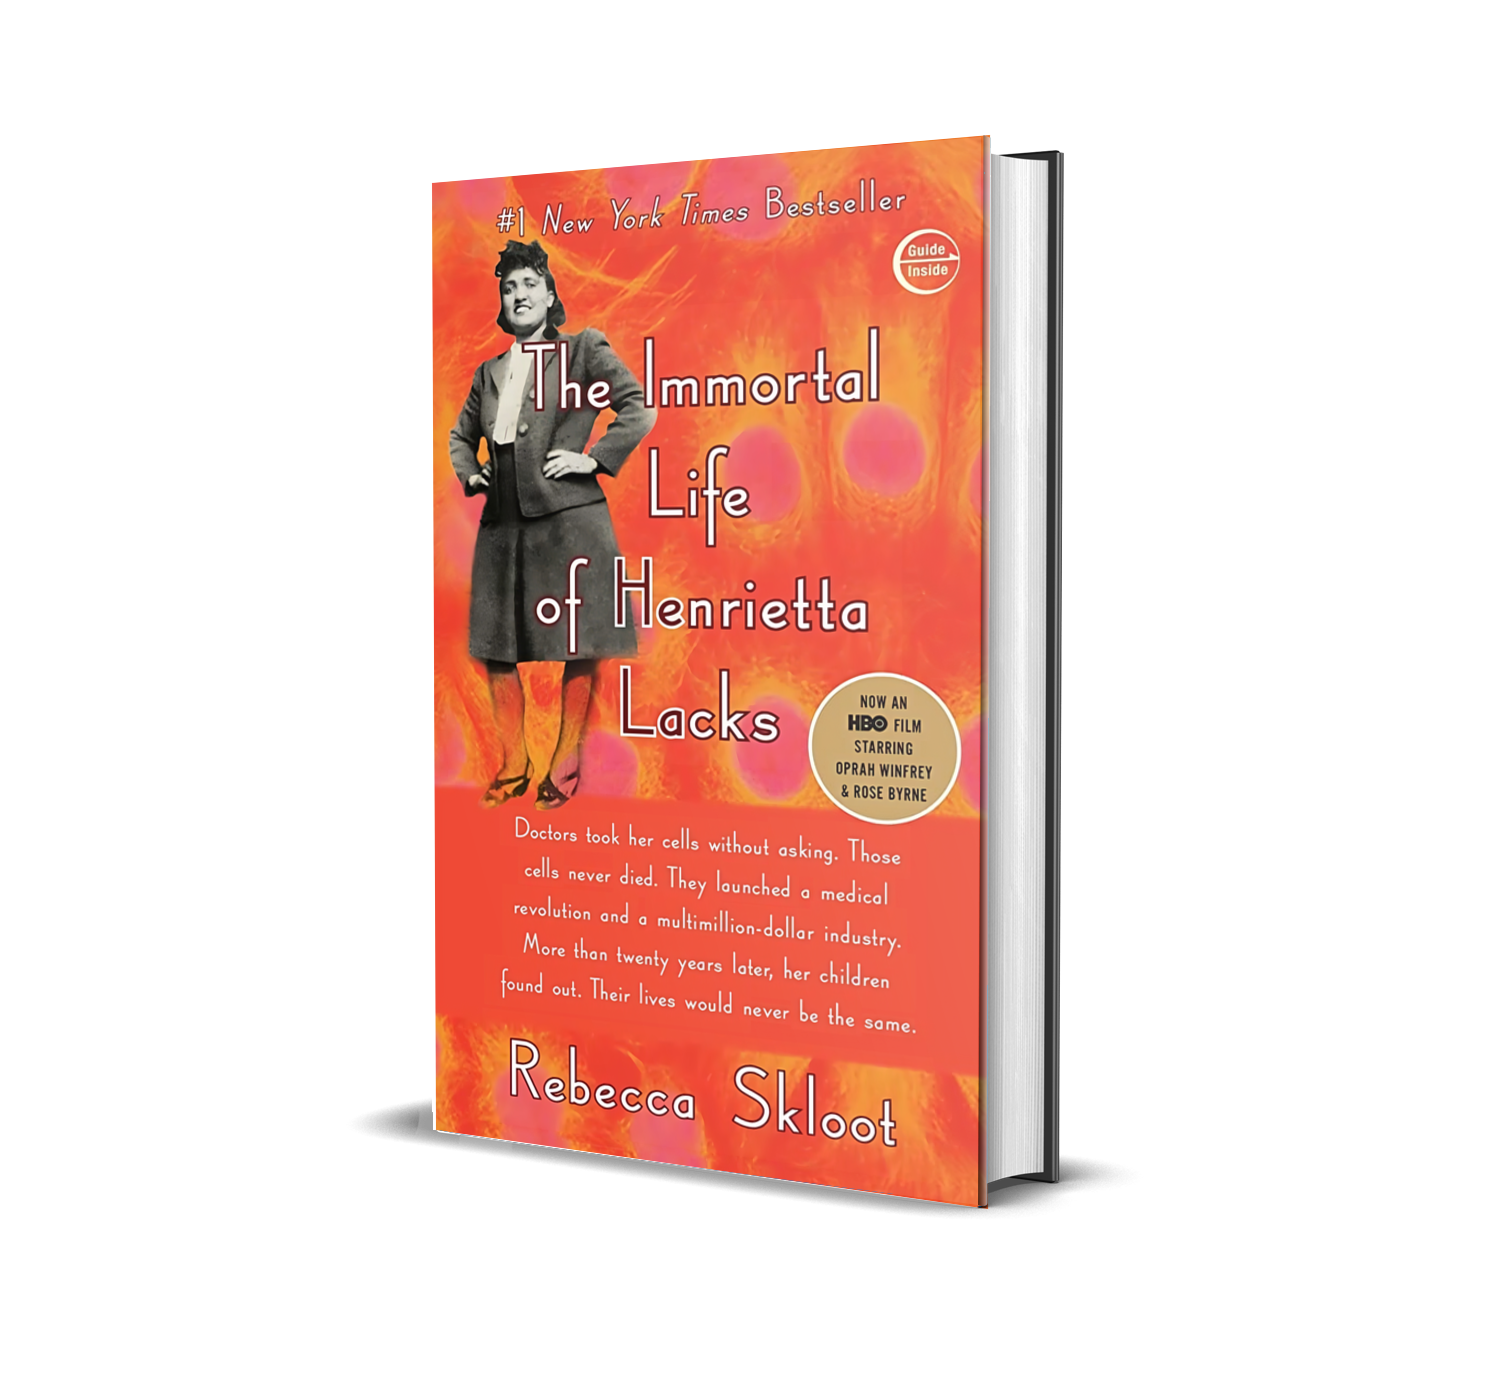 #1 New York Times Bestseller
Guide
Inside
The Immortal
Life
of Henrietta
Lacks
NOW AN
HBO FILM
STARRING
OPRAH WINFREY
& ROSE BYRNE
Doctors took her cells without asking. Those
cells never died. They launched a medical
revolution and a multimillion-dollar industry.
More than twenty years later, her children
found out. Their lives would never be the same.
Rebecca Skloot